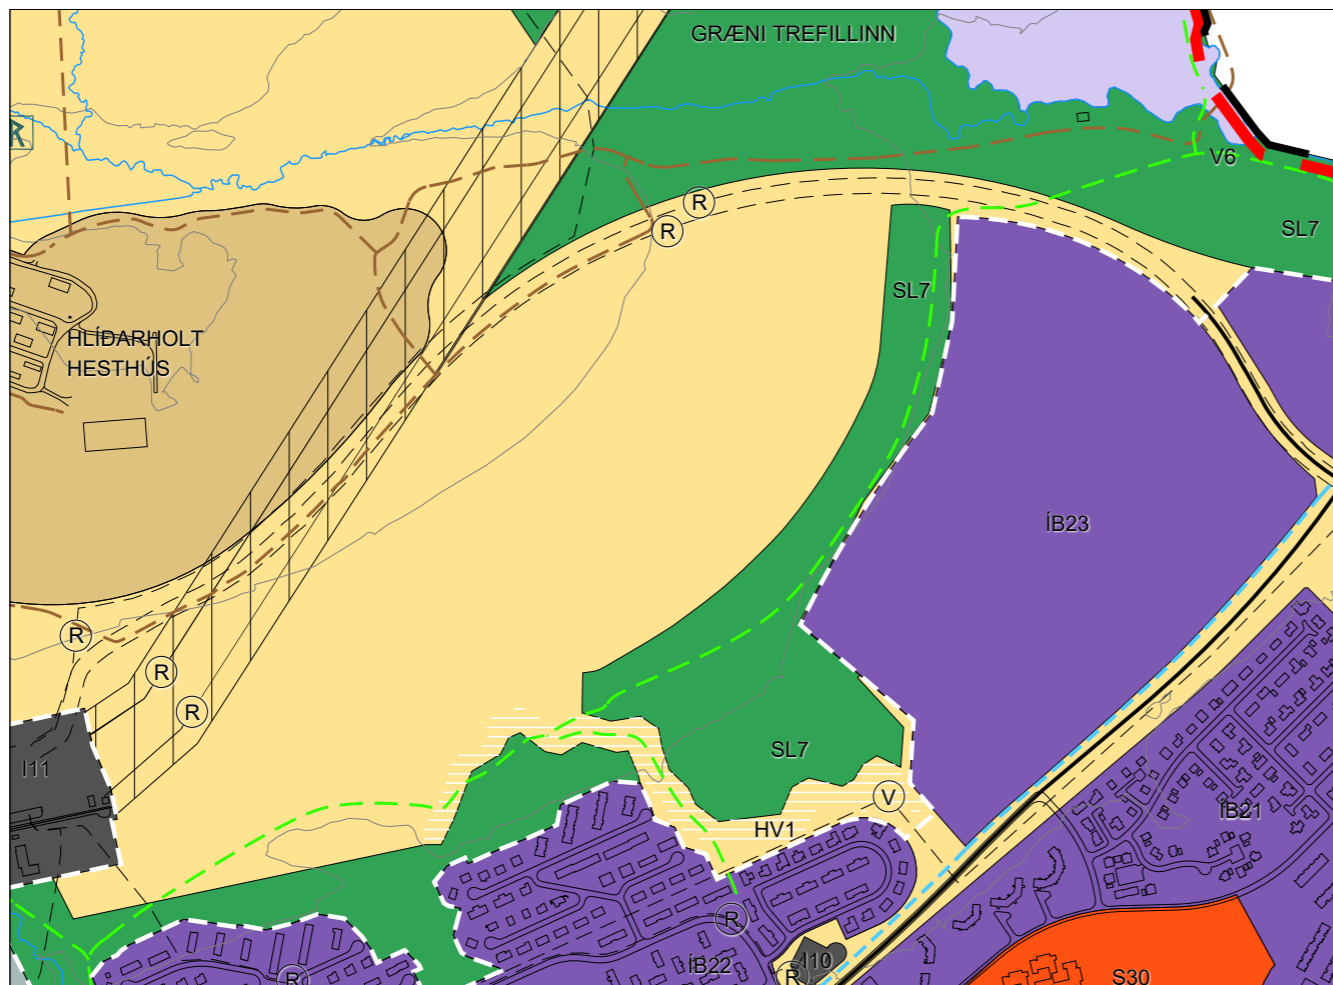 GRÆNI TREFILLINN
R
V6
R
R
SL7
SL7
HLÍÐARHOLT
HESTHÚS
ÍB23
R
R
R
SL7
I11
V
HV1
ÍB21
R
ÍB22
I10
R
R
S30